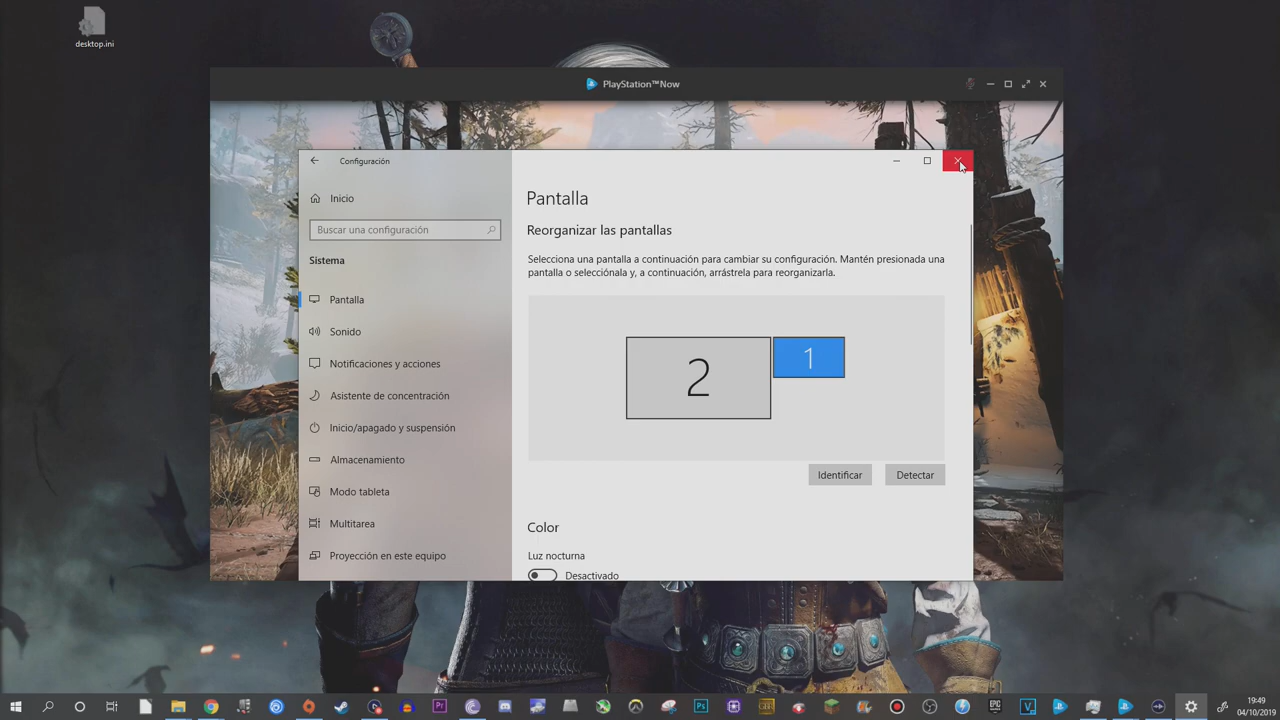 desktop.ini
PlayStation™Now
Configuración
Inicio
Buscar una configuración
Sistema
Pantalla
Sonido
Notificaciones y acciones
Asistente de concentración
Inicio/apagado y suspensión
Almacenamiento
Modo tableta
Multitarea
Proyección en este equipo
Pantalla
Reorganizar las pantallas
Selecciona una pantalla a continuación para cambiar su configuración. Mantén presionada una
pantalla o selecciónala y, a continuación, arrástrela para reorganizarla.
2
1
Identificar
Detectar
Color
Luz nocturna
Desactivado
Pr
Ps
EPIC
V
19:49
04/10/2019